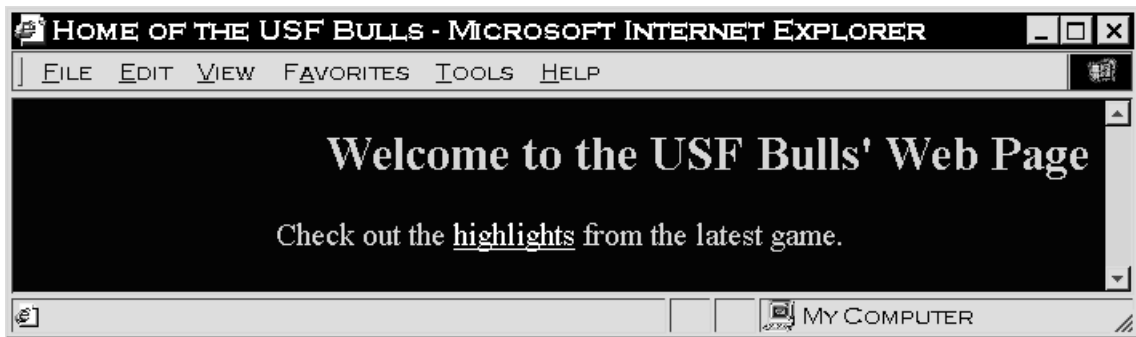 Home of the USF Bulls - Microsoft Internet Explorer
File Edit View Favorites Tools Help
Welcome to the USF Bulls' Web Page
Check out the highlights from the latest game.
My Computer